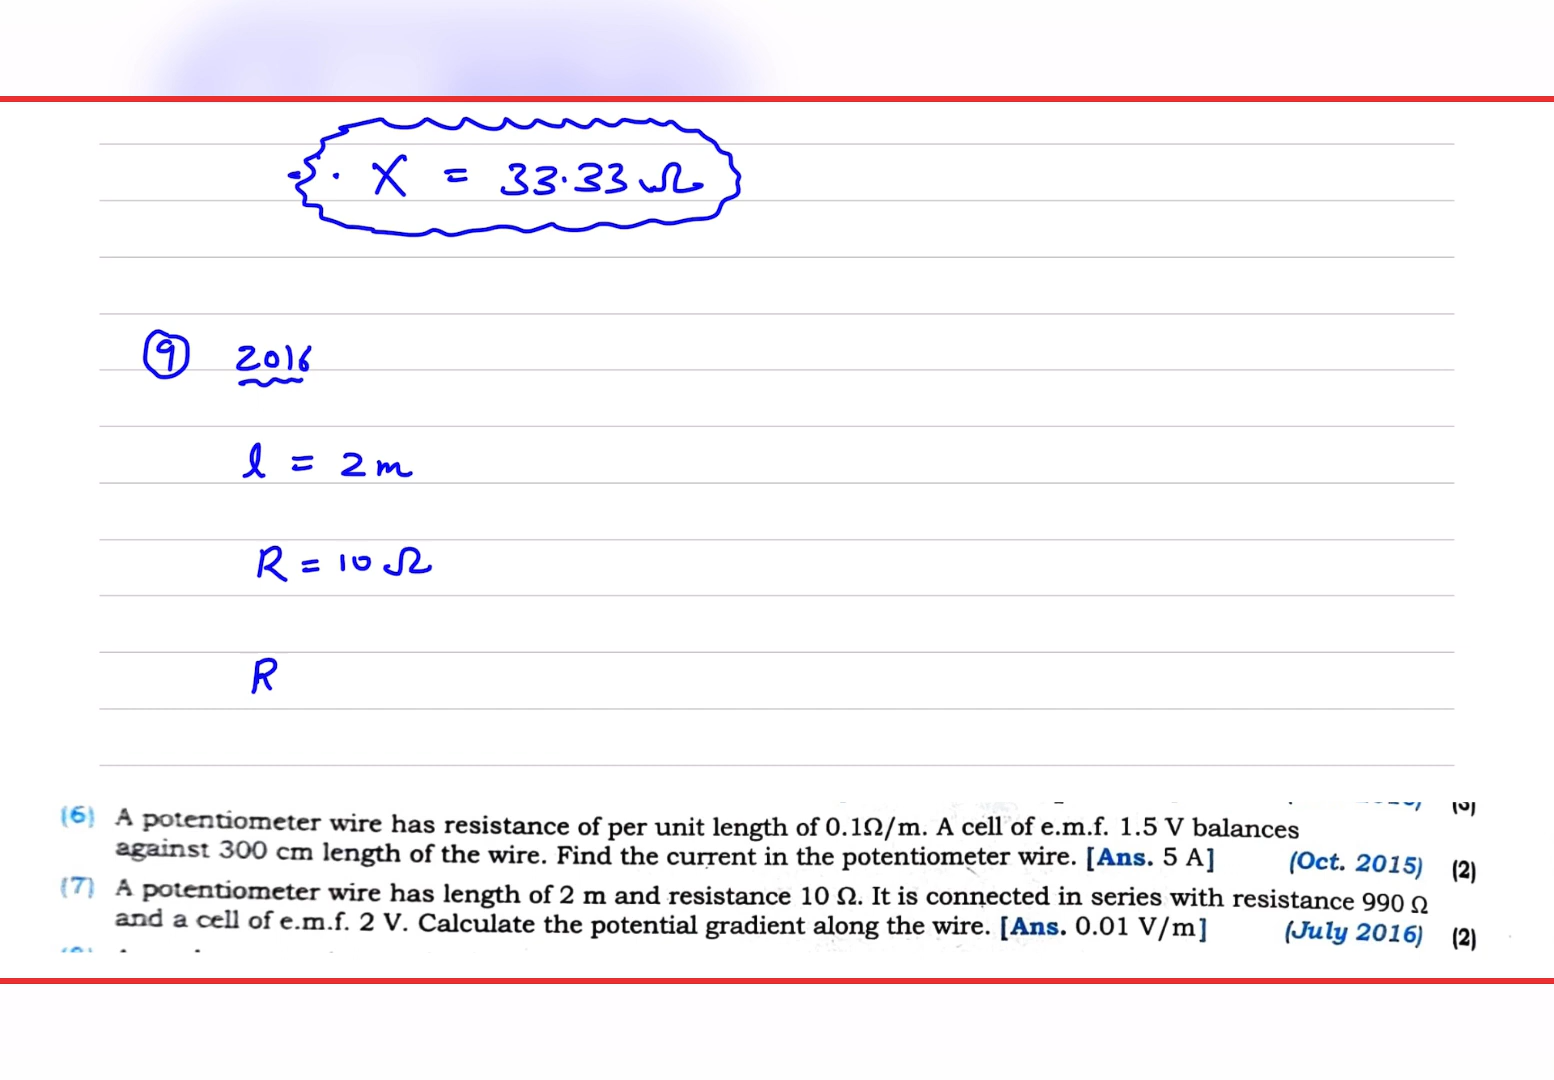 ∴ X = 33.33 Ω
(9) 2016
l = 2 m
R = 10 Ω
R
(6) A potentiometer wire has resistance of per unit length of 0.1Ω/m. A cell of e.m.f. 1.5 V balances
against 300 cm length of the wire. Find the current in the potentiometer wire. [Ans. 5 A] (Oct. 2015) (2)
(7) A potentiometer wire has length of 2 m and resistance 10 Ω. It is connected in series with resistance 990 Ω
and a cell of e.m.f. 2 V. Calculate the potential gradient along the wire. [Ans. 0.01 V/m] (July 2016) (2)